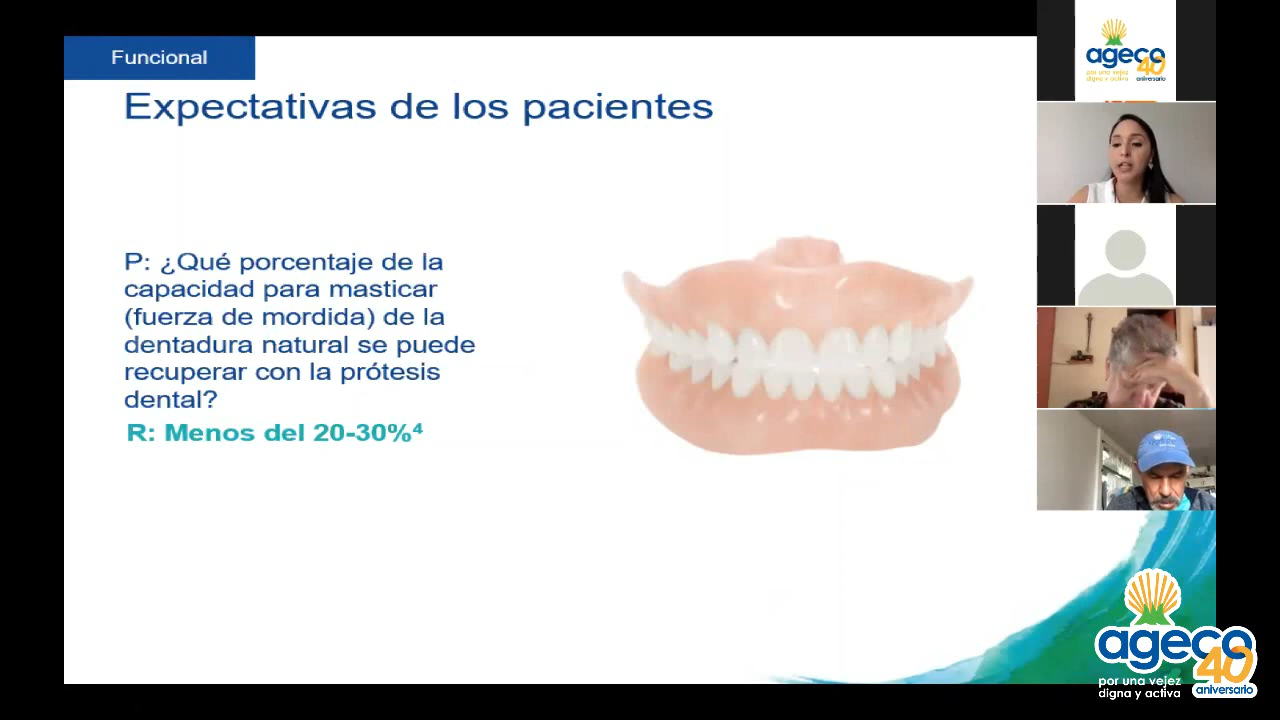 Funcional
Expectativas de los pacientes
P: ¿Qué porcentaje de la
capacidad para masticar
(fuerza de mordida) de la
dentadura natural se puede
recuperar con la prótesis
dental?
R: Menos del 20-30%⁴
ageco
40
por una vejez
digna y activa
aniversario
ageco
40
por una vejez
digna y activa
aniversario